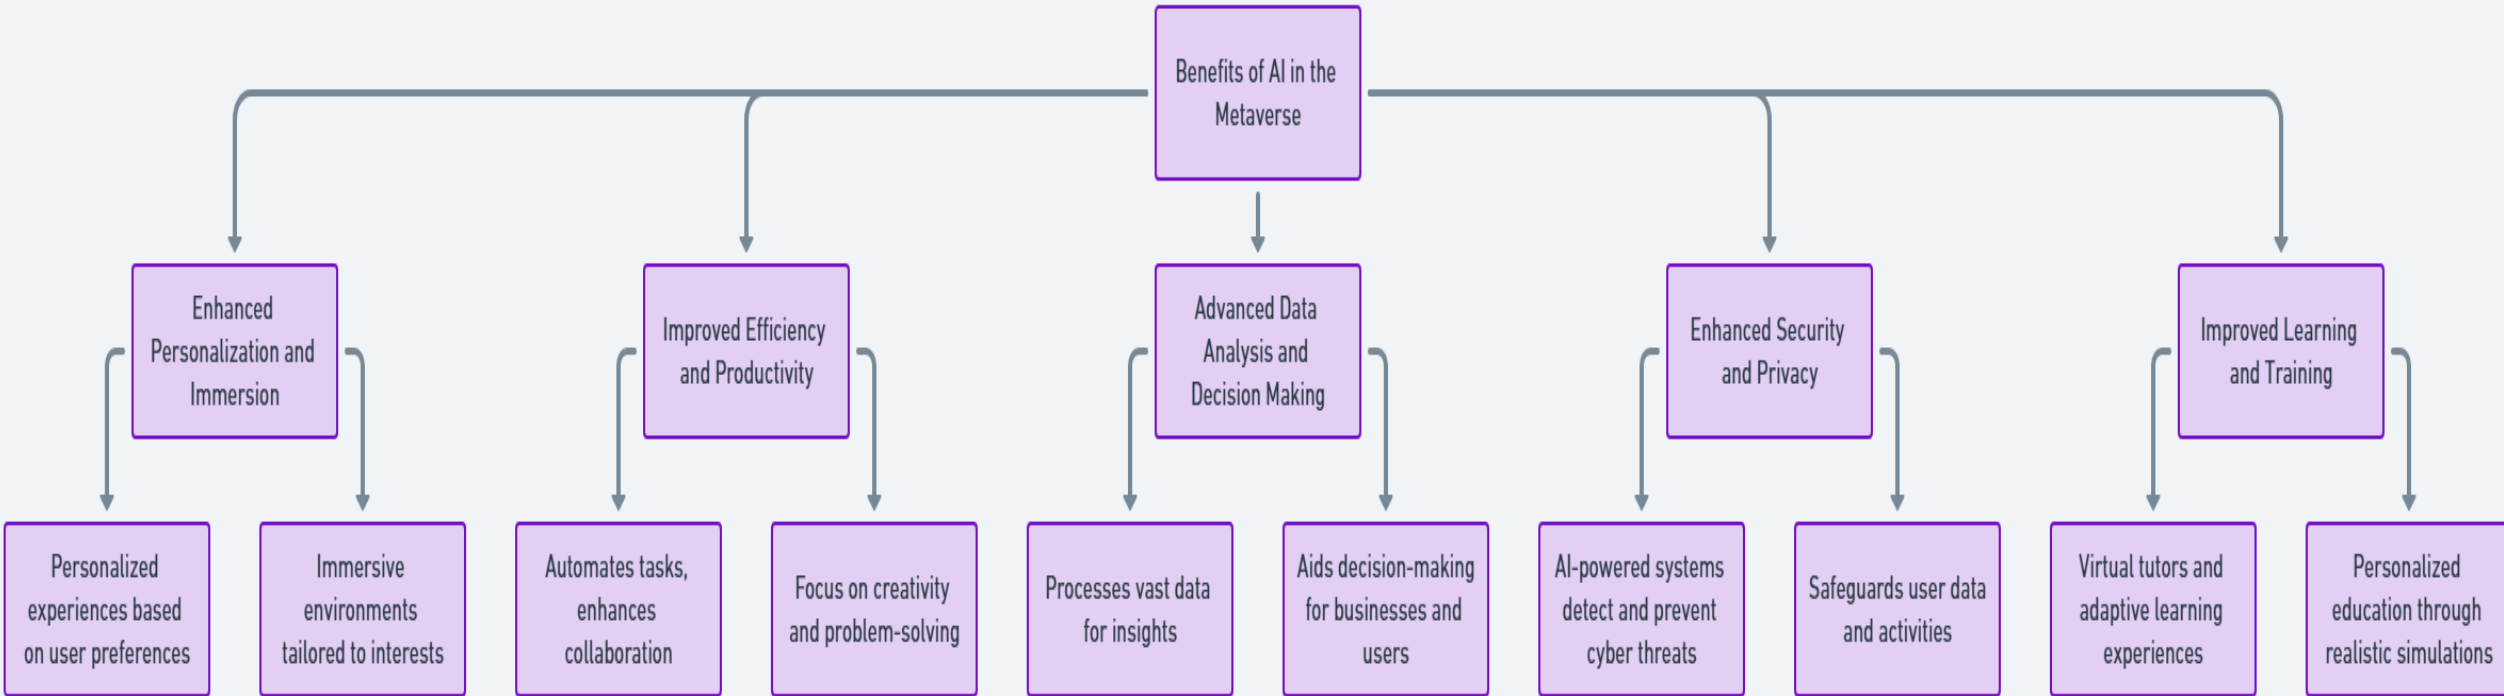 Benefits of AI in the
Metaverse
Enhanced
Personalization and
Immersion
Improved Efficiency
and Productivity
Advanced Data
Analysis and
Decision Making
Enhanced Security
and Privacy
Improved Learning
and Training
Personalized
experiences based
on user preferences
Immersive
environments
tailored to interests
Automates tasks,
enhances
collaboration
Focus on creativity
and problem-solving
Processes vast data
for insights
Aids decision-making
for businesses and
users
AI-powered systems
detect and prevent
cyber threats
Safeguards user data
and activities
Virtual tutors and
adaptive learning
experiences
Personalized
education through
realistic simulations